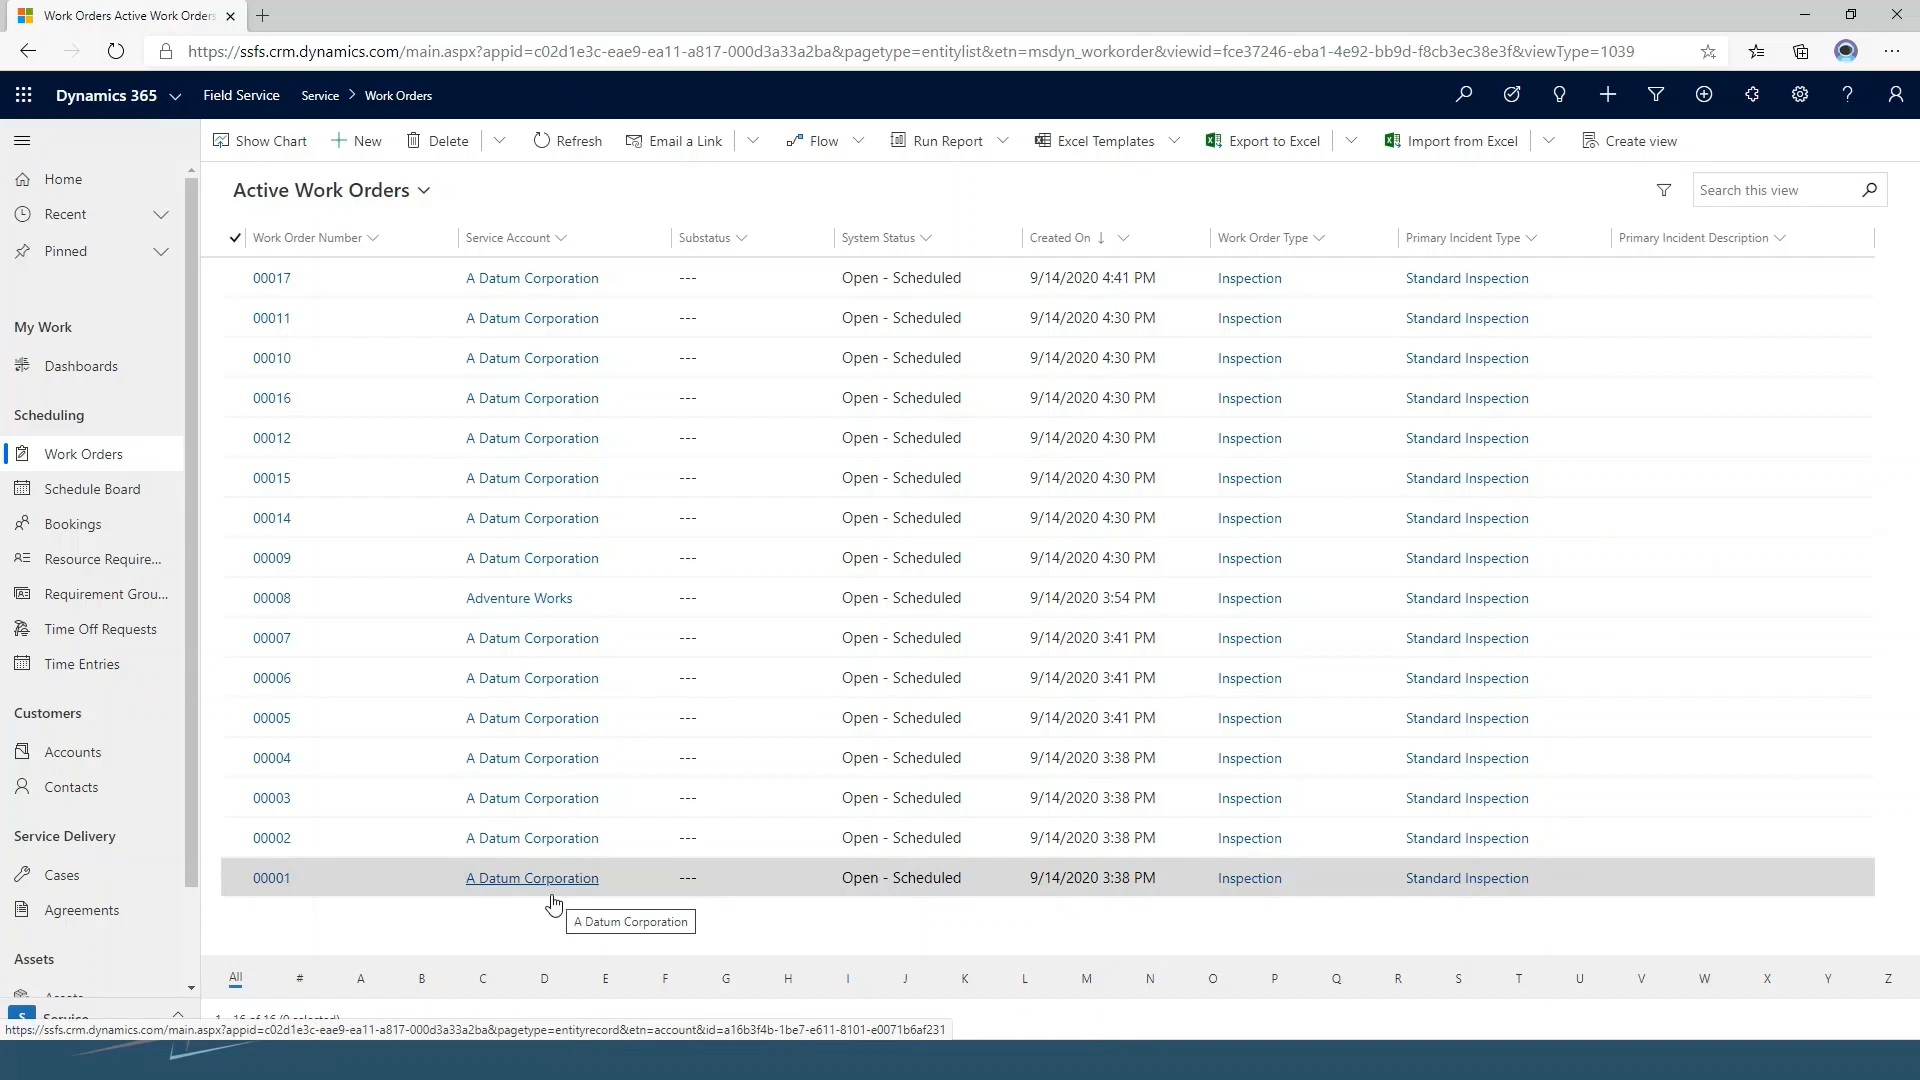 Work Orders Active Work Orders
https://ssfs.crm.dynamics.com/main.aspx?appid=c02d1e3c-eae9-ea11-a817-000d3a33a2ba&pagetype=entitylist&etn=msdyn_workorder&viewid=fce37246-eba1-4e92-bb9d-f8cb3ec38e3f&viewType=1039
Dynamics 365 Field Service Service > Work Orders
Show Chart New Delete Refresh Email a Link Flow Run Report Excel Templates Export to Excel Import from Excel Create view
Home
Recent
Pinned
My Work
Dashboards
Scheduling
Work Orders
Schedule Board
Bookings
Resource Require...
Requirement Grou...
Time Off Requests
Time Entries
Customers
Accounts
Contacts
Service Delivery
Cases
Agreements
Assets
Assets
S Service
Active Work Orders
Search this view
Work Order Number Service Account Substatus System Status Created On Work Order Type Primary Incident Type Primary Incident Description
00017 A Datum Corporation --- Open - Scheduled 9/14/2020 4:41 PM Inspection Standard Inspection
00011 A Datum Corporation --- Open - Scheduled 9/14/2020 4:30 PM Inspection Standard Inspection
00010 A Datum Corporation --- Open - Scheduled 9/14/2020 4:30 PM Inspection Standard Inspection
00016 A Datum Corporation --- Open - Scheduled 9/14/2020 4:30 PM Inspection Standard Inspection
00012 A Datum Corporation --- Open - Scheduled 9/14/2020 4:30 PM Inspection Standard Inspection
00015 A Datum Corporation --- Open - Scheduled 9/14/2020 4:30 PM Inspection Standard Inspection
00014 A Datum Corporation --- Open - Scheduled 9/14/2020 4:30 PM Inspection Standard Inspection
00009 A Datum Corporation --- Open - Scheduled 9/14/2020 4:30 PM Inspection Standard Inspection
00008 Adventure Works --- Open - Scheduled 9/14/2020 3:54 PM Inspection Standard Inspection
00007 A Datum Corporation --- Open - Scheduled 9/14/2020 3:41 PM Inspection Standard Inspection
00006 A Datum Corporation --- Open - Scheduled 9/14/2020 3:41 PM Inspection Standard Inspection
00005 A Datum Corporation --- Open - Scheduled 9/14/2020 3:41 PM Inspection Standard Inspection
00004 A Datum Corporation --- Open - Scheduled 9/14/2020 3:38 PM Inspection Standard Inspection
00003 A Datum Corporation --- Open - Scheduled 9/14/2020 3:38 PM Inspection Standard Inspection
00002 A Datum Corporation --- Open - Scheduled 9/14/2020 3:38 PM Inspection Standard Inspection
00001 A Datum Corporation --- Open - Scheduled 9/14/2020 3:38 PM Inspection Standard Inspection
A Datum Corporation
All # A B C D E F G H I J K L M N O P Q R S T U V W X Y Z
1 - 16 of 16 (0 selected)
https://ssfs.crm.dynamics.com/main.aspx?appid=c02d1e3c-eae9-ea11-a817-000d3a33a2ba&pagetype=entityrecord&etn=account&id=a16b3f4b-1be7-e611-8101-e0071b6af231